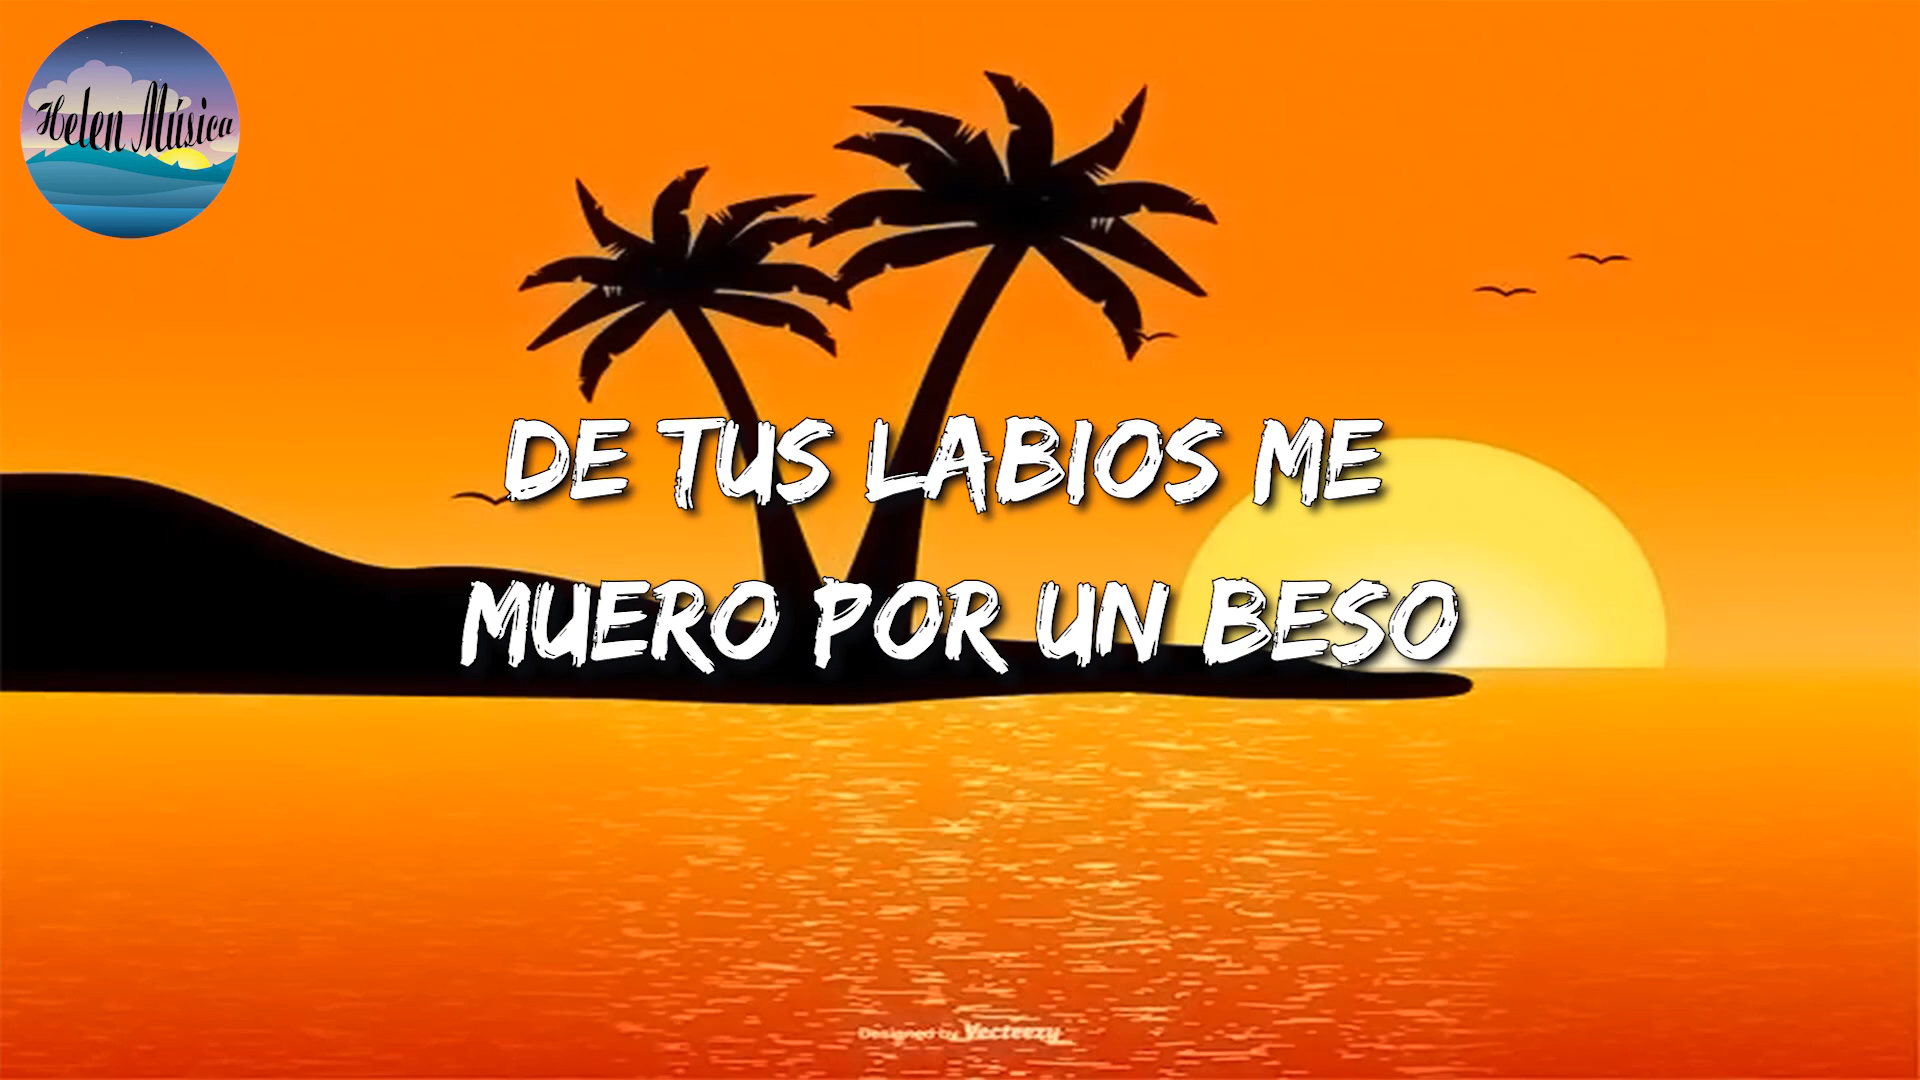 Helen Música
DE TUS LABIOS ME
MUERO POR UN BESO
Designed by Vecteezy